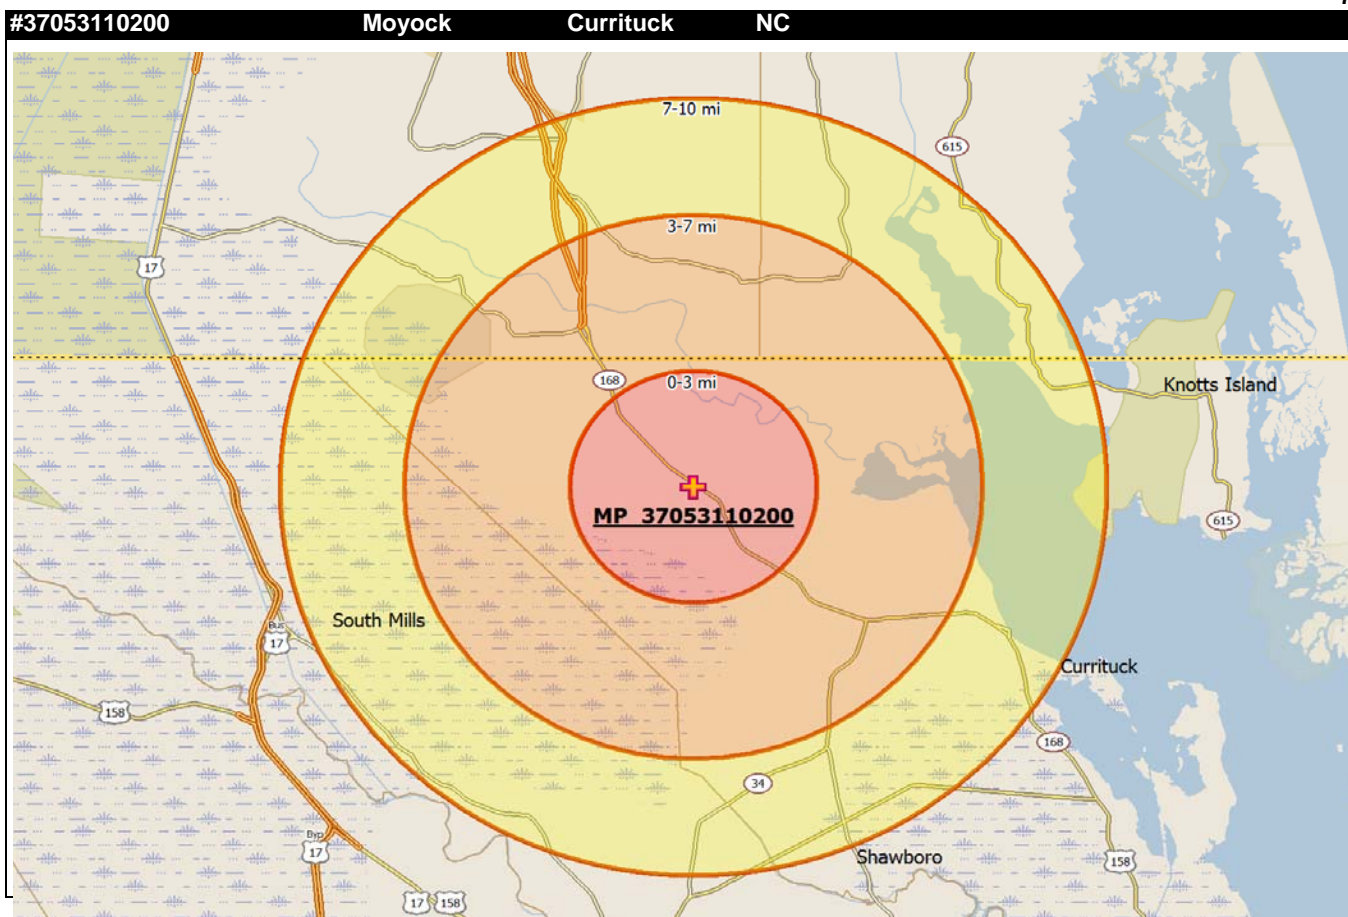 #37053110200 Moyock Currituck NC
7-10 mi
615
3-7 mi
17
168
0-3 mi
Knotts Island
MP 37053110200
615
South Mills
Bus
17
Currituck
158
168
34
Byp
17
Shawboro
158
17 158